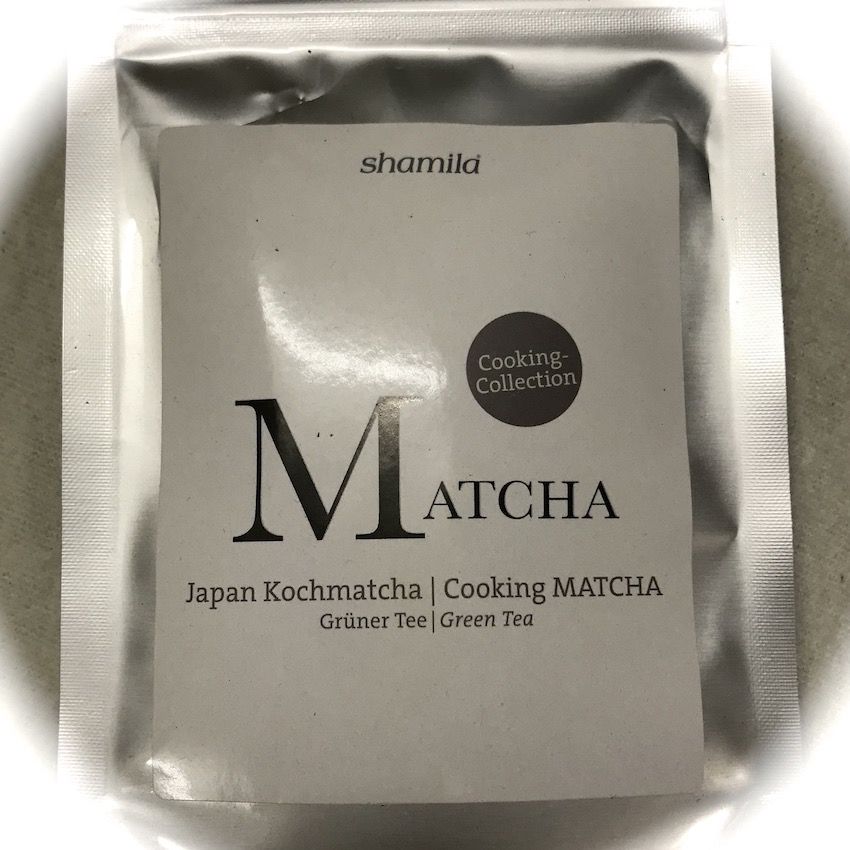 shamila
Cooking-
Collection
MATCHA
Japan Kochmatcha | Cooking MATCHA
Grüner Tee | Green Tea